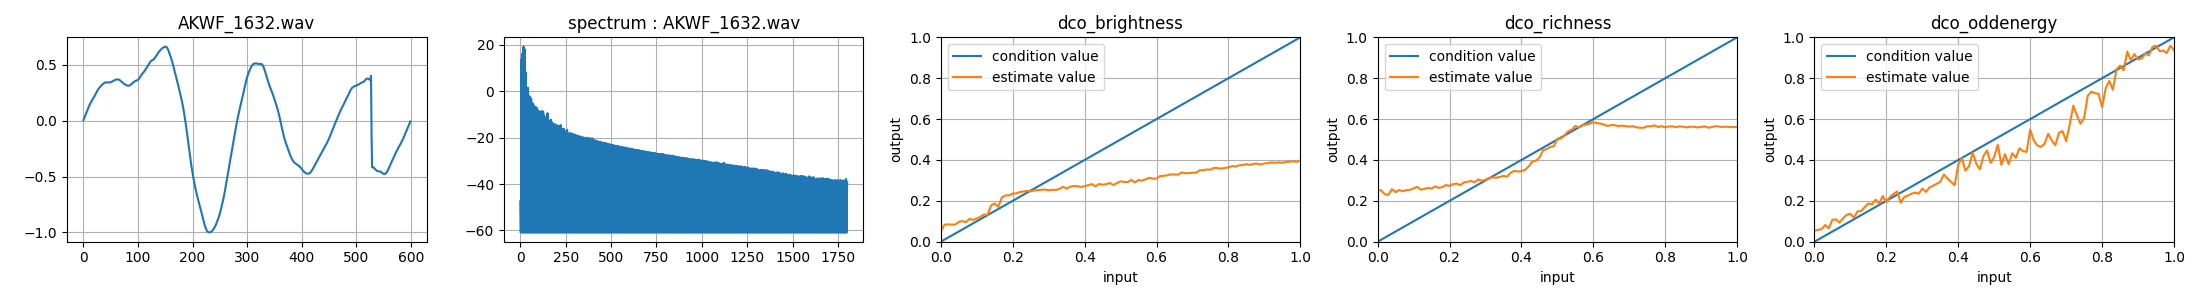 AKWF_1632.wav
0.5
0.0
−0.5
−1.0
0 100 200 300 400 500 600
spectrum : AKWF_1632.wav
20
0
−20
−40
−60
0 250 500 750 1000 1250 1500 1750
dco_brightness
condition value
estimate value
output
1.0
0.8
0.6
0.4
0.2
0.0
0.0 0.2 0.4 0.6 0.8 1.0
input
dco_richness
condition value
estimate value
output
1.0
0.8
0.6
0.4
0.2
0.0
0.0 0.2 0.4 0.6 0.8 1.0
input
dco_oddenergy
condition value
estimate value
output
1.0
0.8
0.6
0.4
0.2
0.0
0.0 0.2 0.4 0.6 0.8 1.0
input